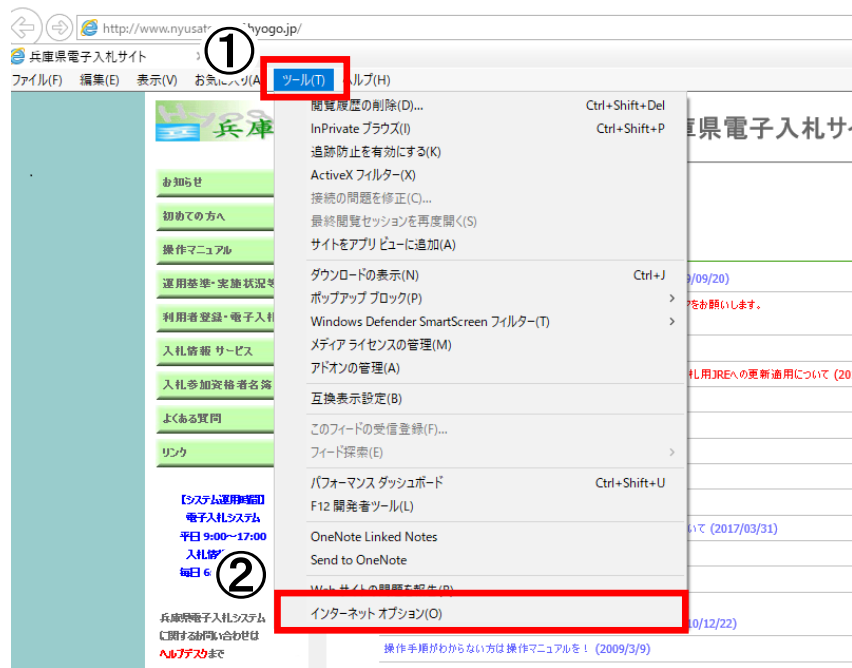 http://www.nyusats hyogo.jp/
①
兵庫県電子入札サイト
ファイル(F) 編集(E) 表示(V) お気に入り(A ツール(T) ヘルプ(H)
閲覧履歴の削除(D)... Ctrl+Shift+Del
InPrivate ブラウズ(I) Ctrl+Shift+P
追跡防止を有効にする(K)
ActiveX フィルター(X)
接続の問題を修正(C)...
最終閲覧セッションを再度開く(S)
サイトをアプリ ビューに追加(A)
ダウンロードの表示(N) Ctrl+J
ポップアップ ブロック(P)
Windows Defender SmartScreen フィルター(T)
メディア ライセンスの管理(M)
アドオンの管理(A)
互換表示設定(B)
このフィードの受信登録(F)...
フィード探索(E)
パフォーマンス ダッシュボード Ctrl+Shift+U
F12 開発者ツール(L)
OneNote Linked Notes
Send to OneNote
Web サイトの問題を報告(R)
インターネット オプション(O)
兵庫
お知らせ
初めての方へ
操作マニュアル
運用基準・実施状況等
利用者登録・電子入札
入札情報 サービス
入札参加資格者名簿
よくある質問
リンク
【システム運用時間】
電子入札システム
平日 9:00～17:00
入札情
毎日 6:
②
兵庫県電子入札システム
に関するお問い合わせは
ヘルプデスクまで
県電子入札サイ
9/09/20)
をお願いします。
札用JREへの更新適用について (20
いて (2017/03/31)
10/12/22)
操作手順がわからない方は操作マニュアルを！ (2009/3/9)